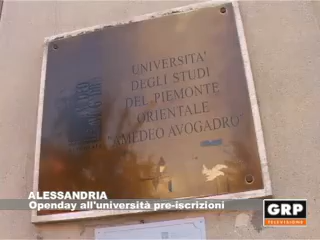 UNIVERSITA'
DEGLI STUDI
DEL PIEMONTE
ORIENTALE
"AMEDEO AVOGADRO"
ALESSANDRIA
Openday all'università pre-iscrizioni
GRP
TELEVISIONE